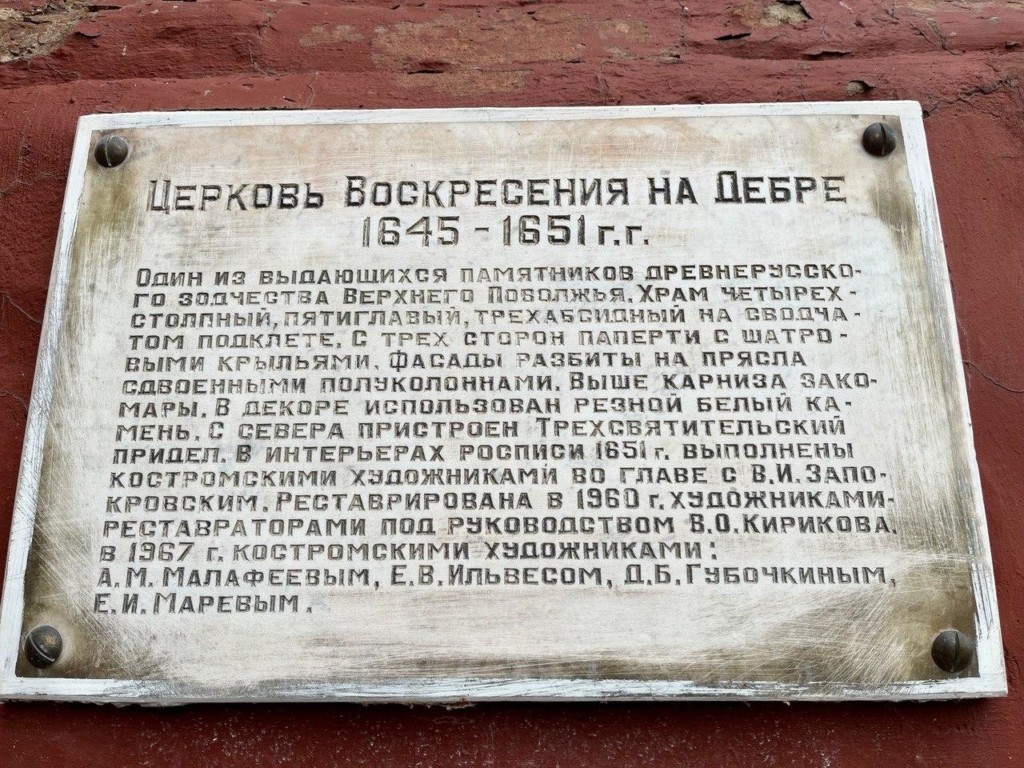 Церковь Воскресения на Дебре
1645 - 1651 г.г.
Один из выдающихся памятников древнерусско-
го зодчества Верхнего Поволжья. Храм четырех-
столпный, пятиглавый, трехабсидный на сводча-
том подклете. С трех сторон паперти с шатро-
выми крыльями. Фасады разбиты на прясла
сдвоенными полуколоннами. Выше карниза зако-
мары. В декоре использован резной белый ка-
мень. С севера пристроен Трехсвятительский
придел. В интерьерах росписи 1651 г. выполнены
костромскими художниками во главе с В.И. Запо-
кровским. Реставрирована в 1960 г. художниками-
реставраторами под руководством В.О. Кирикова.
в 1967 г. костромскими художниками:
А.М. Малафеевым, Е.В. Ильвесом, Д.Б. Губочкиным,
Е.И. Маревым.